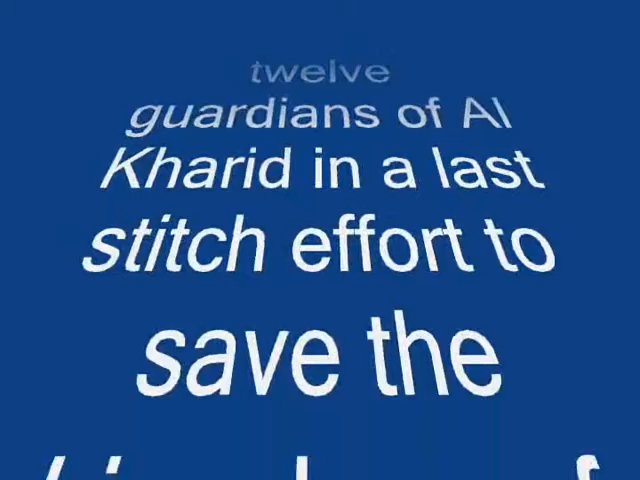 twelve
guardians of Al
Kharid in a last
stitch effort to
save the